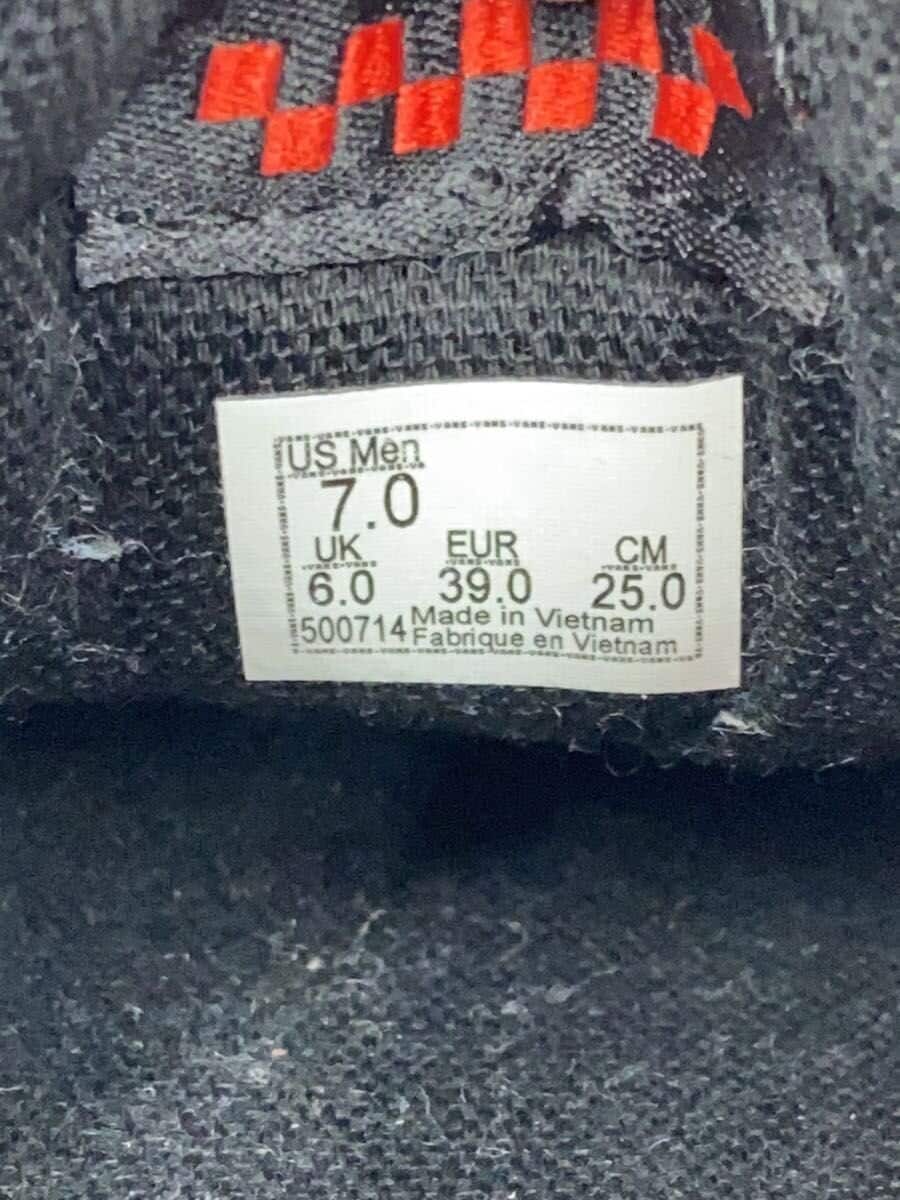 US Men
7.0
UK EUR CM
6.0 39.0 25.0
500714 Made in Vietnam
Fabrique en Vietnam